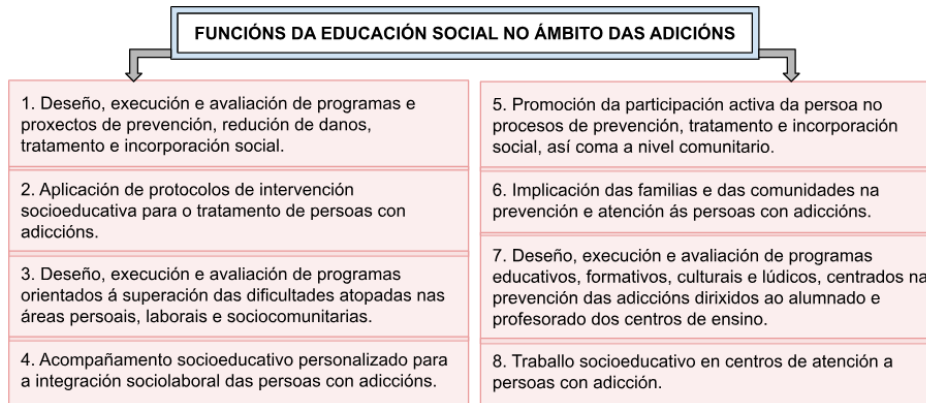 FUNCIÓNS DA EDUCACIÓN SOCIAL NO ÁMBITO DAS ADICIÓNS
1. Deseño, execución e avaliación de programas e
proxectos de prevención, redución de danos,
tratamento e incorporación social.
2. Aplicación de protocolos de intervención
socioeducativa para o tratamento de persoas con
adiccións.
3. Deseño, execución e avaliación de programas
orientados á superación das dificultades atopadas nas
áreas persoais, laborais e sociocomunitarias.
4. Acompañamento socioeducativo personalizado para
a integración sociolaboral das persoas con adiccións.
5. Promoción da participación activa da persoa no
procesos de prevención, tratamento e incorporación
social, así coma a nivel comunitario.
6. Implicación das familias e das comunidades na
prevención e atención ás persoas con adiccións.
7. Deseño, execución e avaliación de programas
educativos, formativos, culturais e lúdicos, centrados na
prevención das adiccións dirixidos ao alumnado e
profesorado dos centros de ensino.
8. Traballo socioeducativo en centros de atención a
persoas con adicción.